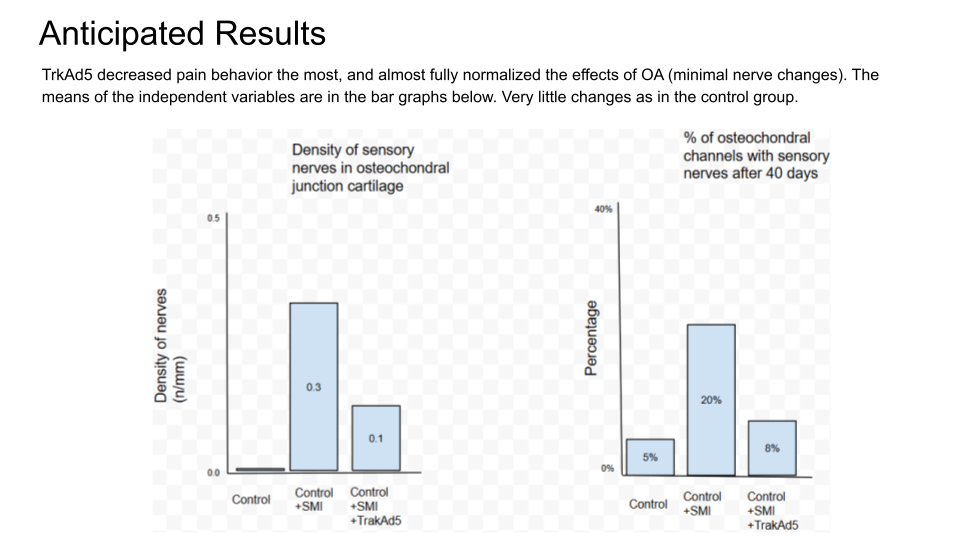 Anticipated Results
TrkAd5 decreased pain behavior the most, and almost fully normalized the effects of OA (minimal nerve changes). The
means of the independent variables are in the bar graphs below. Very little changes as in the control group.
Density of sensory
nerves in osteochondral
junction cartilage
0.5
Density of nerves
(n/mm)
0.3
0.1
0.0
Control
Control
+SMI
Control
+SMI
+TrakAd5
% of osteochondral
channels with sensory
nerves after 40 days
40%
Percentage
20%
5%
8%
0%
Control
Control
+SMI
Control
+SMI
+TrakAd5